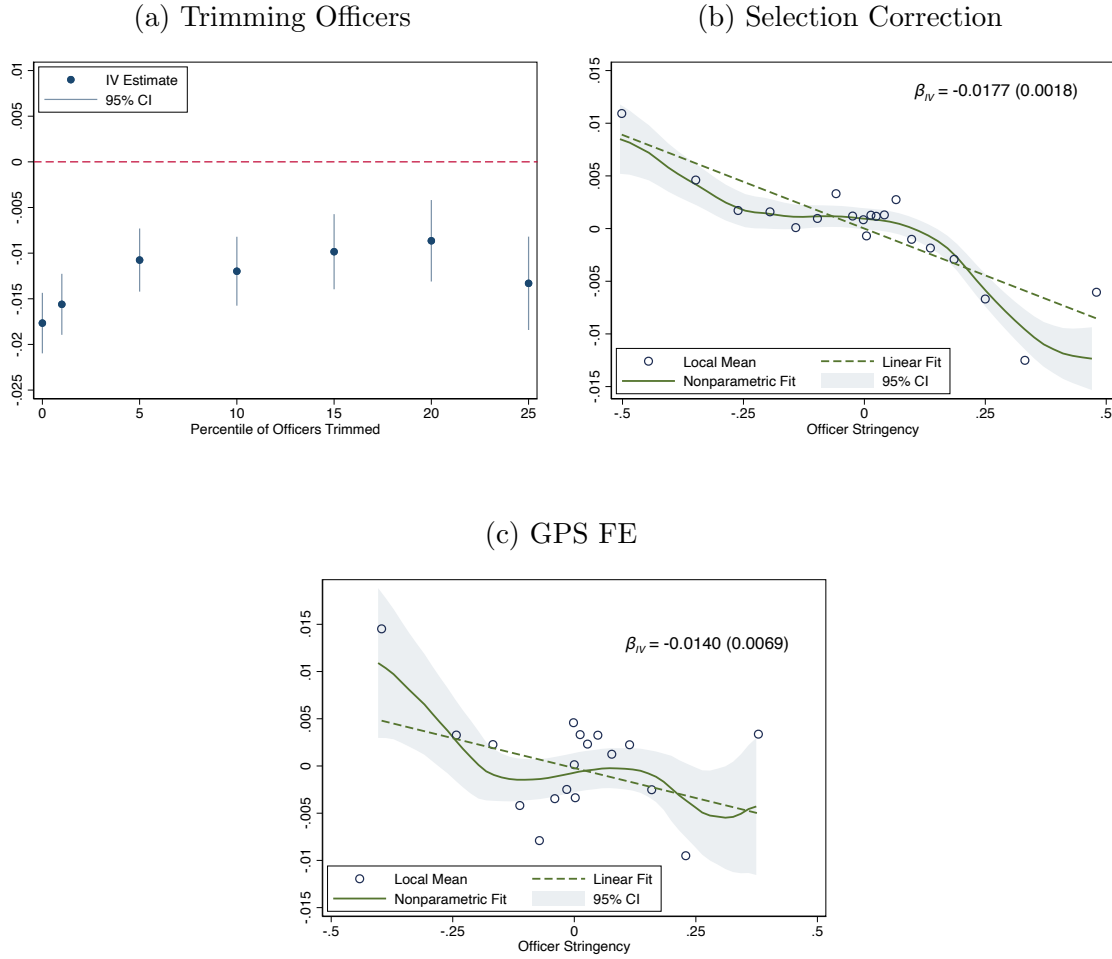 (a) Trimming Officers
.01
.005
0
-.005
-.01
-.015
-.02
-.025
IV Estimate
95% CI
0 1 5 10 15 20 25
Percentile of Officers Trimmed
(b) Selection Correction
.015
.01
.005
0
-.005
-.01
-.015
βIV = -0.0177 (0.0018)
Local Mean Linear Fit
Nonparametric Fit 95% CI
-.5 -.25 0 .25 .5
Officer Stringency
(c) GPS FE
.015
.01
.005
0
-.005
-.01
-.015
βIV = -0.0140 (0.0069)
Local Mean Linear Fit
Nonparametric Fit 95% CI
-.5 -.25 0 .25 .5
Officer Stringency